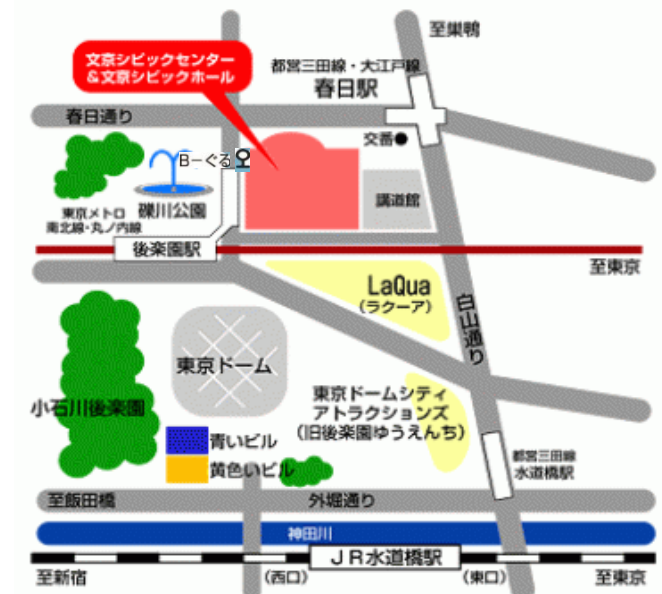 至巣鴨
文京シビックセンター
&文京シビックホール
都営三田線・大江戸線
春日駅
春日通り
交番●
B−ぐる
講道館
東京メトロ
南北線・丸ノ内線
礫川公園
後楽園駅
至東京
LaQua
(ラクーア)
白山通り
東京ドーム
東京ドームシティ
アトラクションズ
(旧後楽園ゆうえんち)
小石川後楽園
青いビル
黄色いビル
都営三田線
水道橋駅
至飯田橋
外堀通り
神田川
JR水道橋駅
至新宿
(西口)
(東口)
至東京